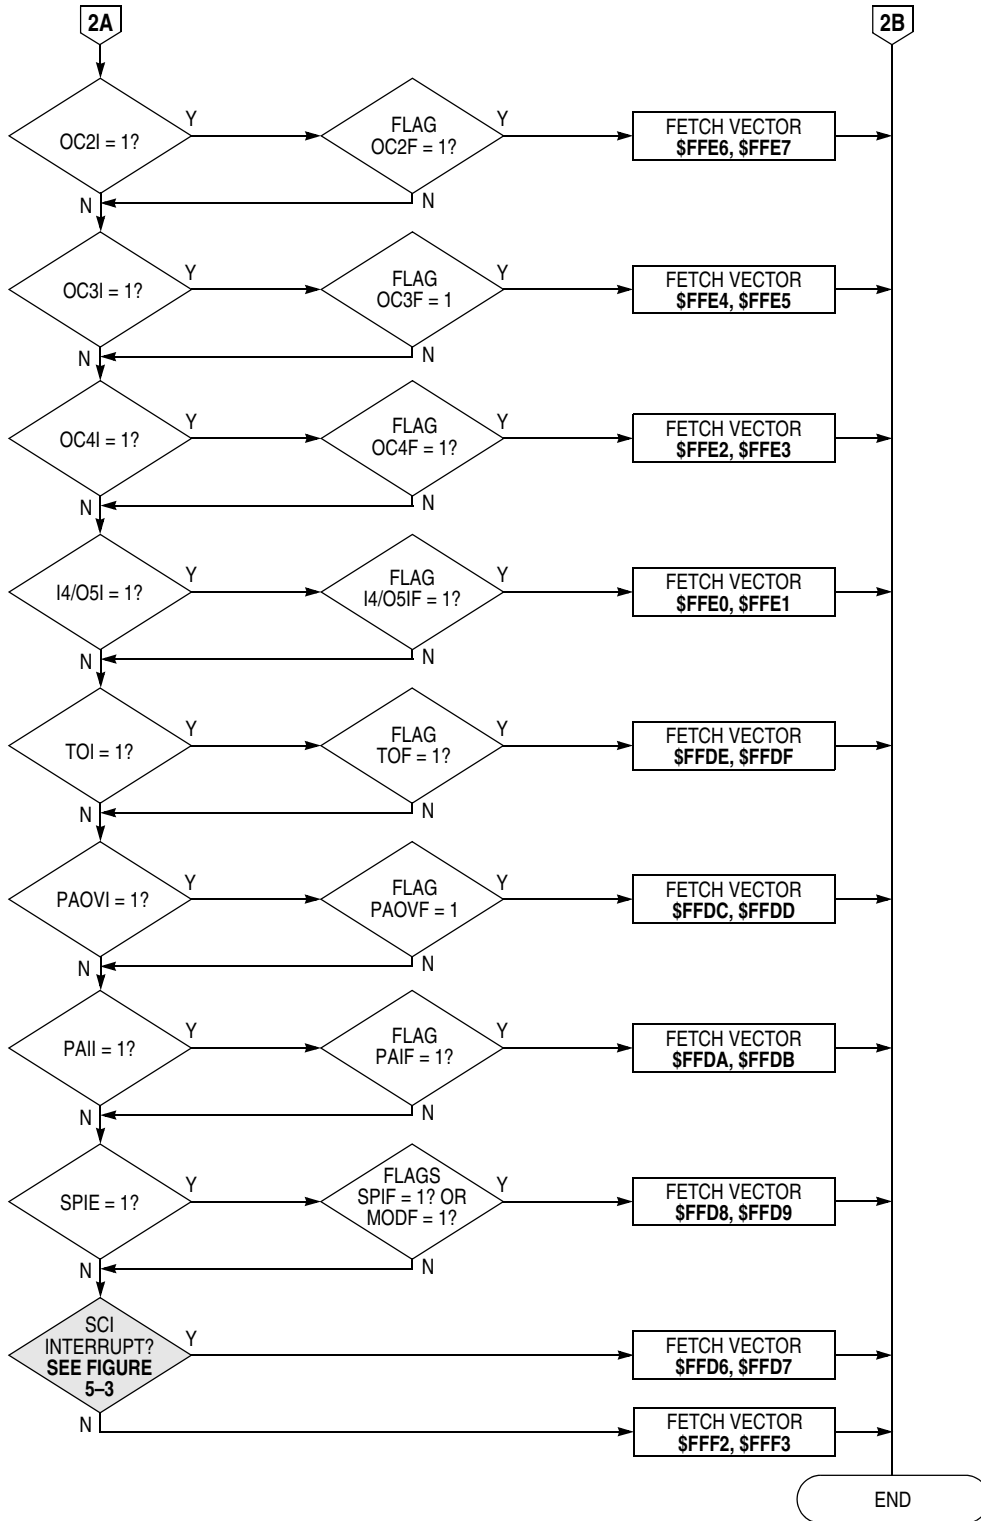 2A
2B
OC2I = 1?
Y
FLAG
OC2F = 1?
Y
FETCH VECTOR
$FFE6, $FFE7
N
N
OC3I = 1?
Y
FLAG
OC3F = 1
Y
FETCH VECTOR
$FFE4, $FFE5
N
N
OC4I = 1?
Y
FLAG
OC4F = 1?
Y
FETCH VECTOR
$FFE2, $FFE3
N
N
I4/O5I = 1?
Y
FLAG
I4/O5IF = 1?
Y
FETCH VECTOR
$FFE0, $FFE1
N
N
TOI = 1?
Y
FLAG
TOF = 1?
Y
FETCH VECTOR
$FFDE, $FFDF
N
N
PAOVI = 1?
Y
FLAG
PAOVF = 1
Y
FETCH VECTOR
$FFDC, $FFDD
N
N
PAII = 1?
Y
FLAG
PAIF = 1?
Y
FETCH VECTOR
$FFDA, $FFDB
N
N
SPIE = 1?
Y
FLAGS
SPIF = 1? OR
MODF = 1?
Y
FETCH VECTOR
$FFD8, $FFD9
N
N
SCI
INTERRUPT?
SEE FIGURE
5–3
Y
FETCH VECTOR
$FFD6, $FFD7
N
FETCH VECTOR
$FFF2, $FFF3
END